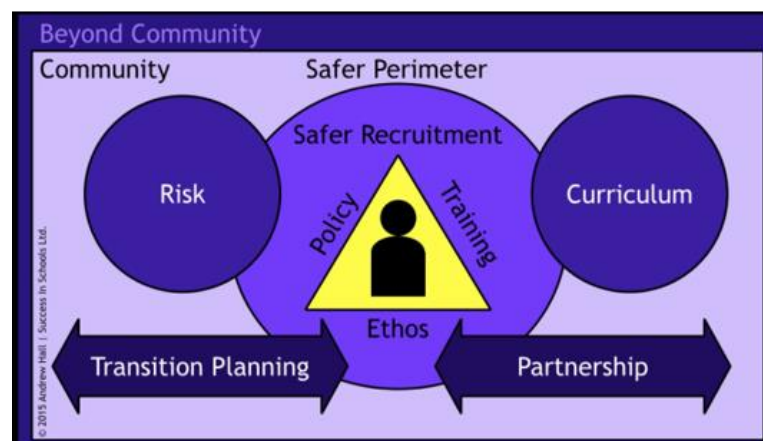 Beyond Community
Community
Safer Perimeter
Safer Recruitment
Risk
Policy
Training
Curriculum
Ethos
Transition Planning
Partnership
© 2015 Andrew Hall | Success In Schools Ltd.